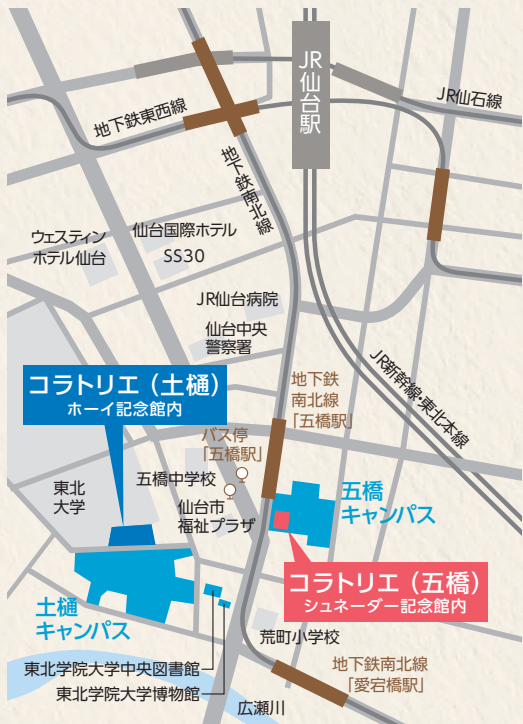 JR仙台駅
JR仙石線
地下鉄東西線
地下鉄南北線
ウェスティン
ホテル仙台
仙台国際ホテル
SS30
JR仙台病院
仙台中央
警察署
JR新幹線・東北本線
コラトリエ（土樋）
ホーイ記念館内
地下鉄
南北線
「五橋駅」
バス停
「五橋駅」
五橋中学校
東北
大学
仙台市
福祉プラザ
五橋
キャンパス
コラトリエ（五橋）
シュネーダー記念館内
土樋
キャンパス
荒町小学校
東北学院大学中央図書館
地下鉄南北線
「愛宕橋駅」
東北学院大学博物館
広瀬川